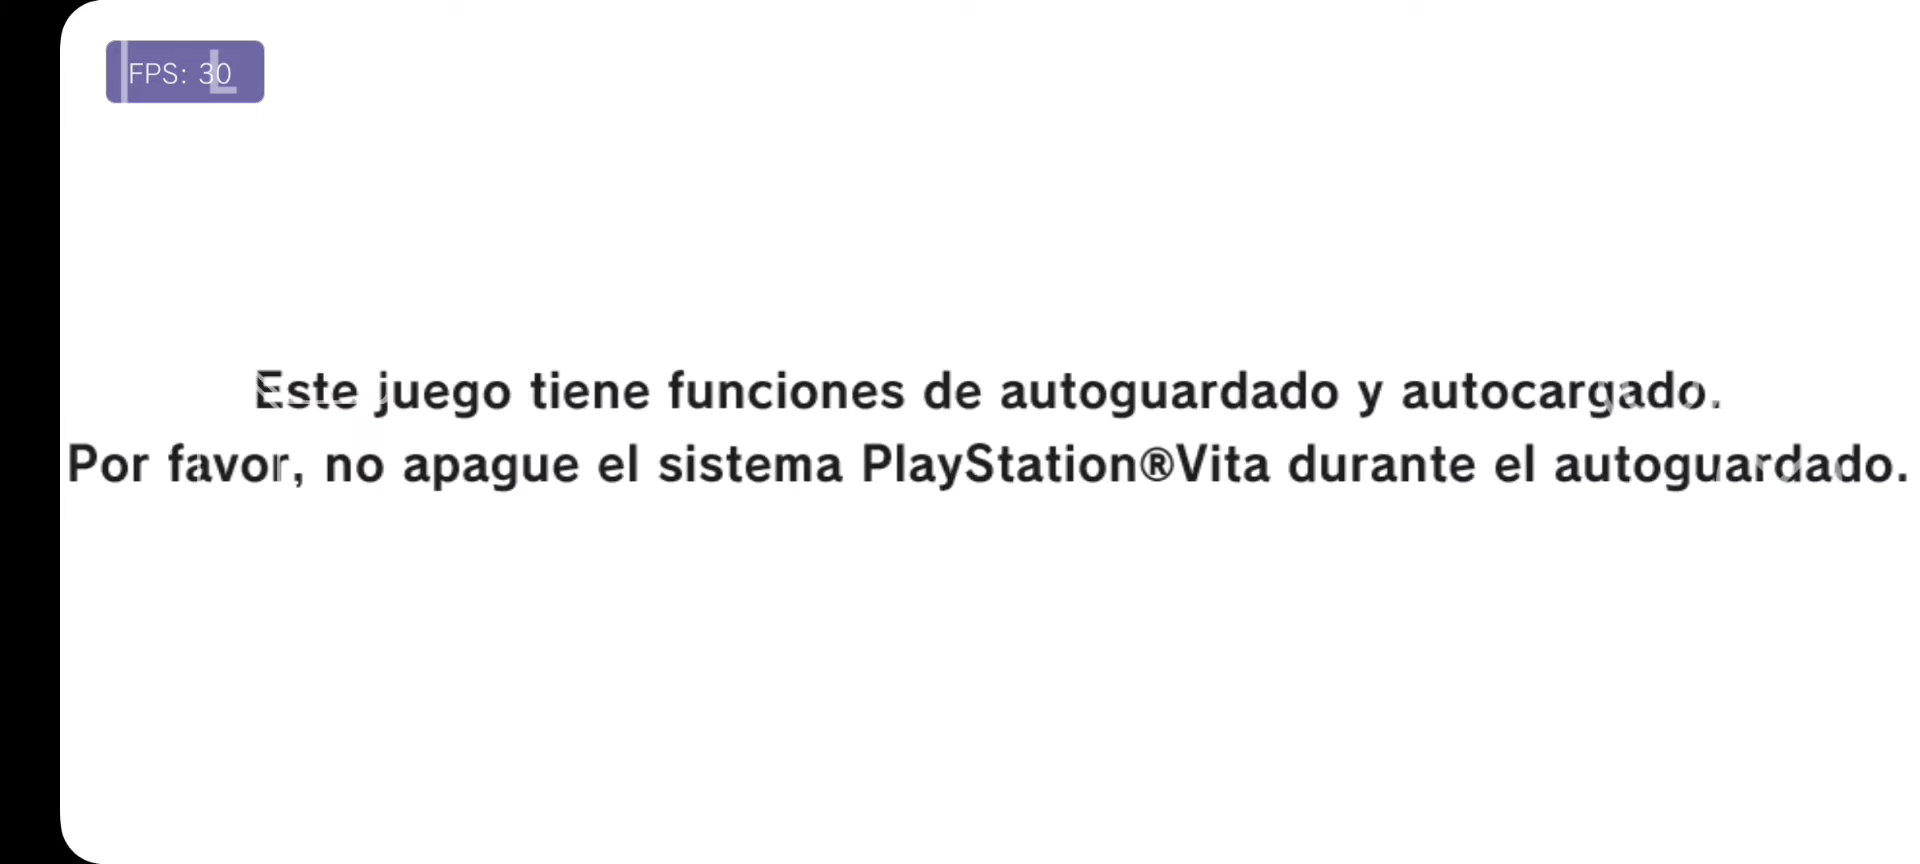 FPS: 30
L
Este juego tiene funciones de autoguardado y autocargado.
Por favor, no apague el sistema PlayStation®Vita durante el autoguardado.